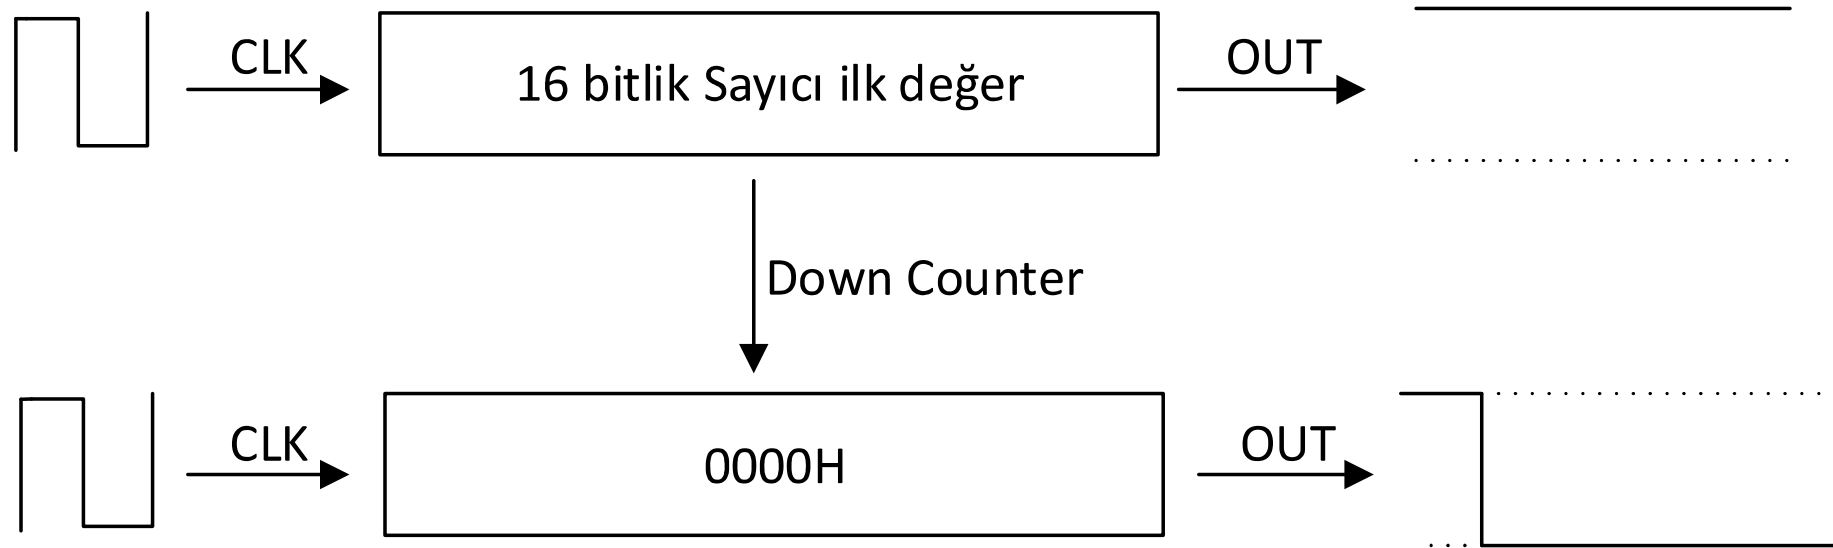 CLK
16 bitlik Sayıcı ilk değer
OUT
Down Counter
CLK
0000H
OUT